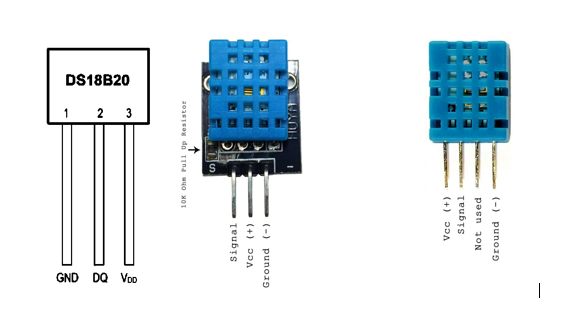 DS18B20
1 2 3
GND DQ VDD
10K Ohm Pull Up Resistor
S
-
Signal
Vcc (+)
Ground (-)
Vcc (+)
Signal
Not used
Ground (-)